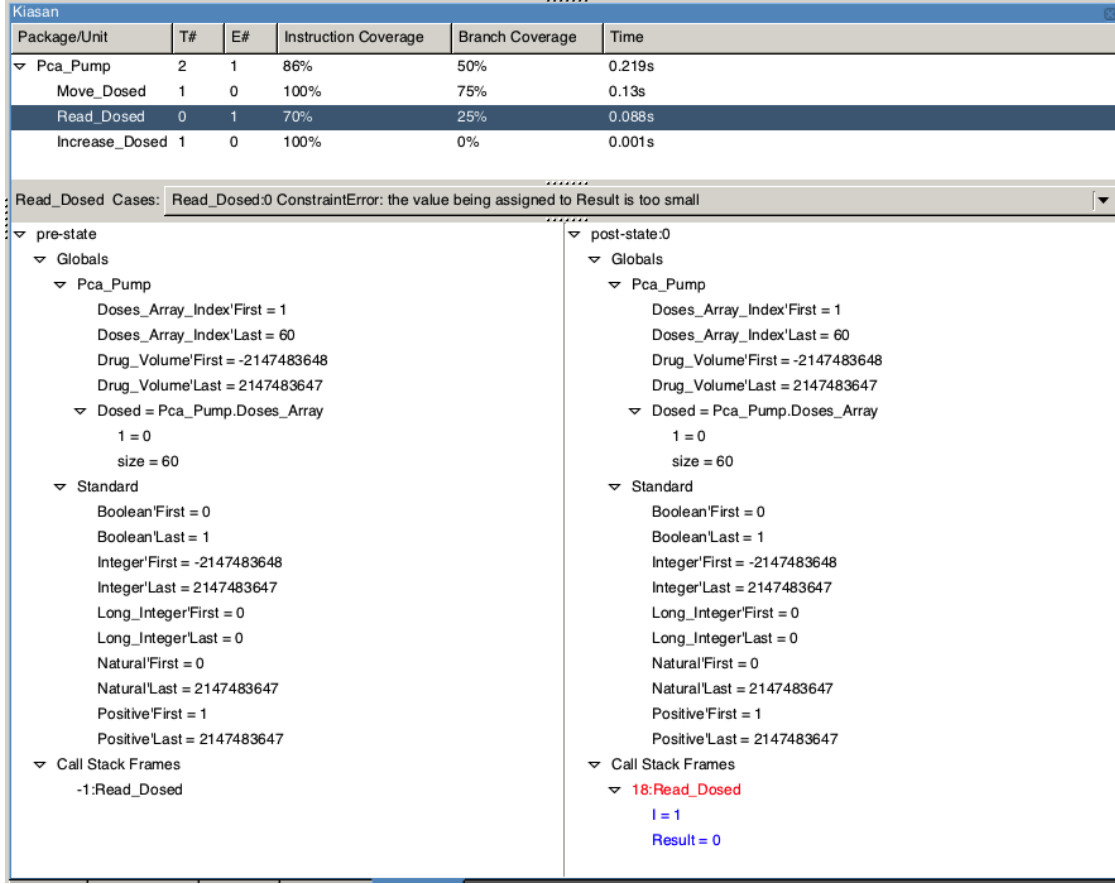 Kiasan
Package/Unit T# E# Instruction Coverage Branch Coverage Time
Pca_Pump 2 1 86% 50% 0.219s
Move_Dosed 1 0 100% 75% 0.13s
Read_Dosed 0 1 70% 25% 0.088s
Increase_Dosed 1 0 100% 0% 0.001s
Read_Dosed Cases: Read_Dosed:0 ConstraintError: the value being assigned to Result is too small
pre-state
Globals
Pca_Pump
Doses_Array_Index'First = 1
Doses_Array_Index'Last = 60
Drug_Volume'First = -2147483648
Drug_Volume'Last = 2147483647
Dosed = Pca_Pump.Doses_Array
1 = 0
size = 60
Standard
Boolean'First = 0
Boolean'Last = 1
Integer'First = -2147483648
Integer'Last = 2147483647
Long_Integer'First = 0
Long_Integer'Last = 0
Natural'First = 0
Natural'Last = 2147483647
Positive'First = 1
Positive'Last = 2147483647
Call Stack Frames
-1:Read_Dosed
post-state:0
Globals
Pca_Pump
Doses_Array_Index'First = 1
Doses_Array_Index'Last = 60
Drug_Volume'First = -2147483648
Drug_Volume'Last = 2147483647
Dosed = Pca_Pump.Doses_Array
1 = 0
size = 60
Standard
Boolean'First = 0
Boolean'Last = 1
Integer'First = -2147483648
Integer'Last = 2147483647
Long_Integer'First = 0
Long_Integer'Last = 0
Natural'First = 0
Natural'Last = 2147483647
Positive'First = 1
Positive'Last = 2147483647
Call Stack Frames
18:Read_Dosed
I = 1
Result = 0